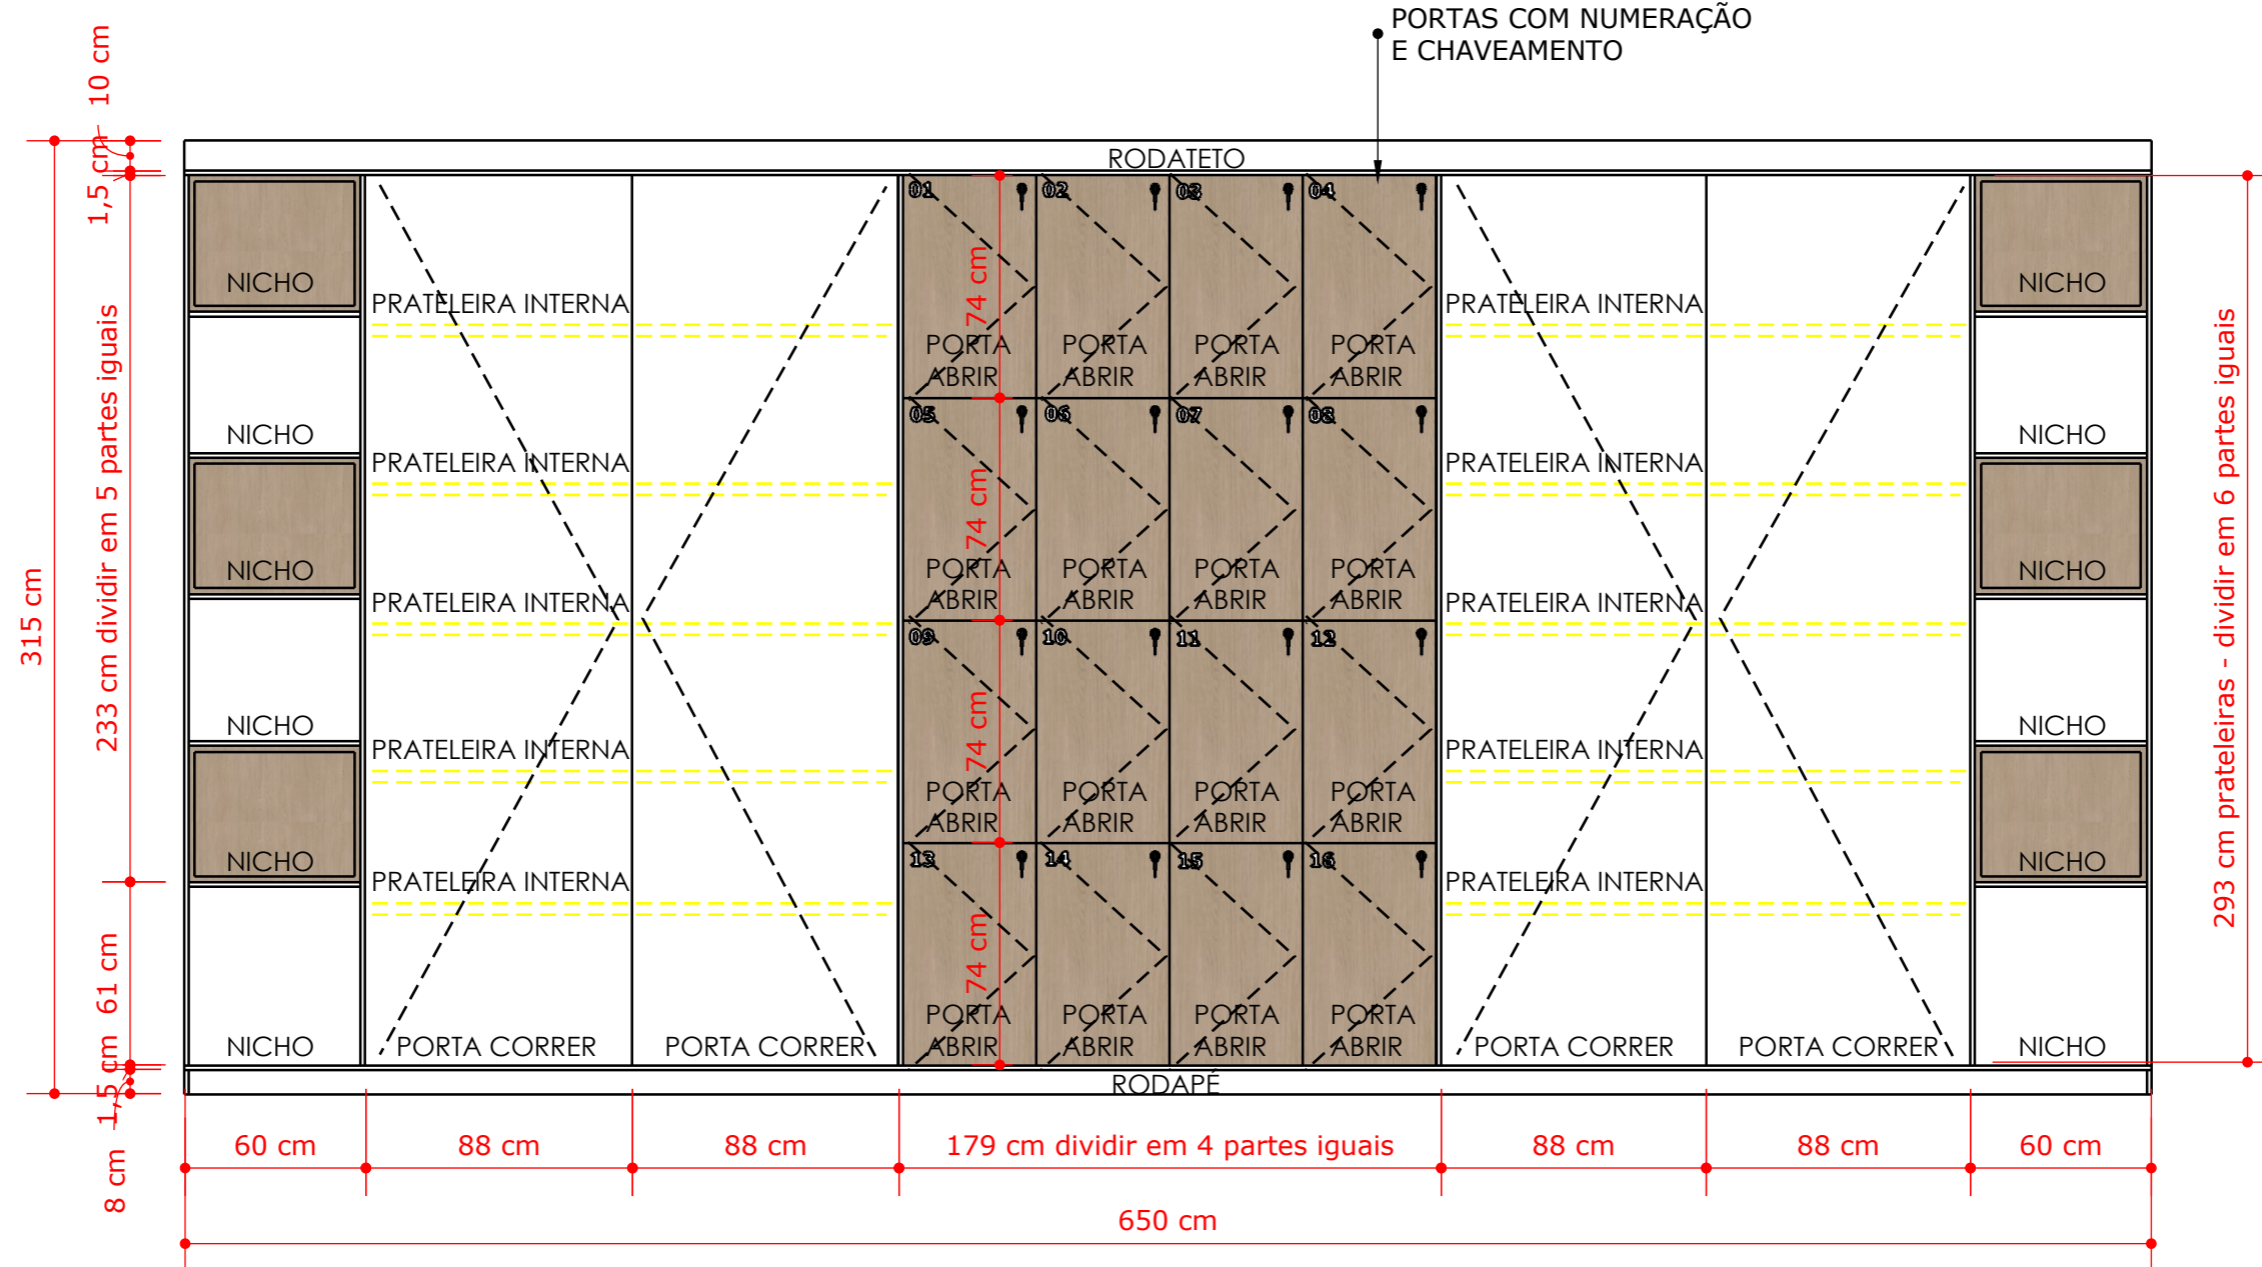 PORTAS COM NUMERAÇÃO
E CHAVEAMENTO
10 cm
1,5 cm
315 cm
233 cm dividir em 5 partes iguais
61 cm
1,5 cm
8 cm
RODATETO
01 02 03 04
NICHO
NICHO
PRATELEIRA INTERNA
PRATELEIRA INTERNA
74 cm
PORTA ABRIR
PORTA ABRIR
PORTA ABRIR
PORTA ABRIR
05 06 07 08
NICHO
NICHO
PRATELEIRA INTERNA
PRATELEIRA INTERNA
74 cm
NICHO
NICHO
PORTA ABRIR
PORTA ABRIR
PORTA ABRIR
PORTA ABRIR
PRATELEIRA INTERNA
PRATELEIRA INTERNA
09 10 11 12
74 cm
NICHO
NICHO
PRATELEIRA INTERNA
PRATELEIRA INTERNA
PORTA ABRIR
PORTA ABRIR
PORTA ABRIR
PORTA ABRIR
13 14 15 16
NICHO
NICHO
PRATELEIRA INTERNA
PRATELEIRA INTERNA
74 cm
PORTA ABRIR
PORTA ABRIR
PORTA ABRIR
PORTA ABRIR
NICHO
PORTA CORRER
PORTA CORRER
PORTA CORRER
PORTA CORRER
NICHO
RODAPÉ
293 cm prateleiras - dividir em 6 partes iguais
60 cm
88 cm
88 cm
179 cm dividir em 4 partes iguais
88 cm
88 cm
60 cm
650 cm